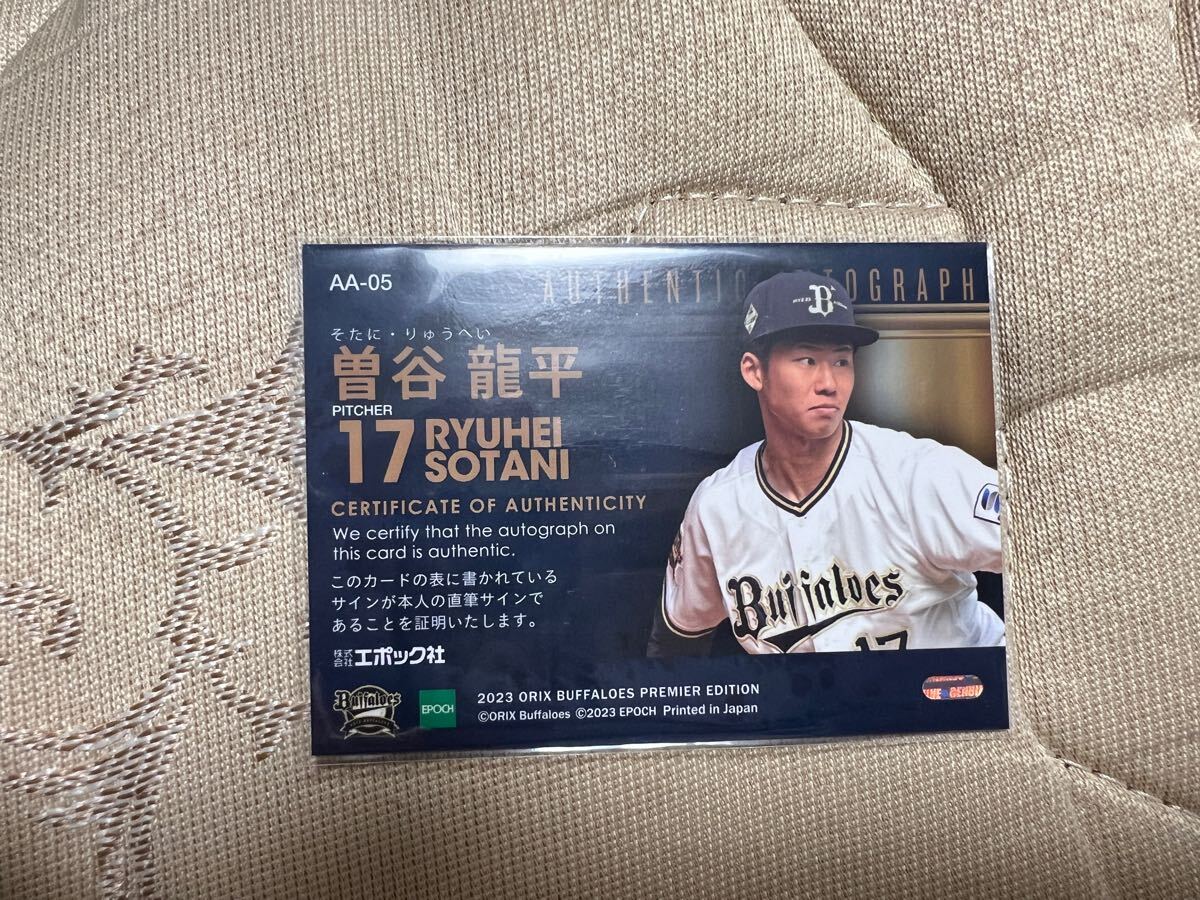 AA-05
AUTHENTIC
OGRAPH
そたに・りゅうへい
曽谷 龍平
PITCHER
17 RYUHEI
SOTANI
CERTIFICATE OF AUTHENTICITY
We certify that the autograph on
this card is authentic.
このカードの表に書かれている
サインが本人の直筆サインで
あることを証明いたします。
株式会社エポック社
Buffaloes
17
Buffaloes
EPOCH
2023 ORIX BUFFALOES PREMIER EDITION
©ORIX Buffaloes ©2023 EPOCH Printed in Japan